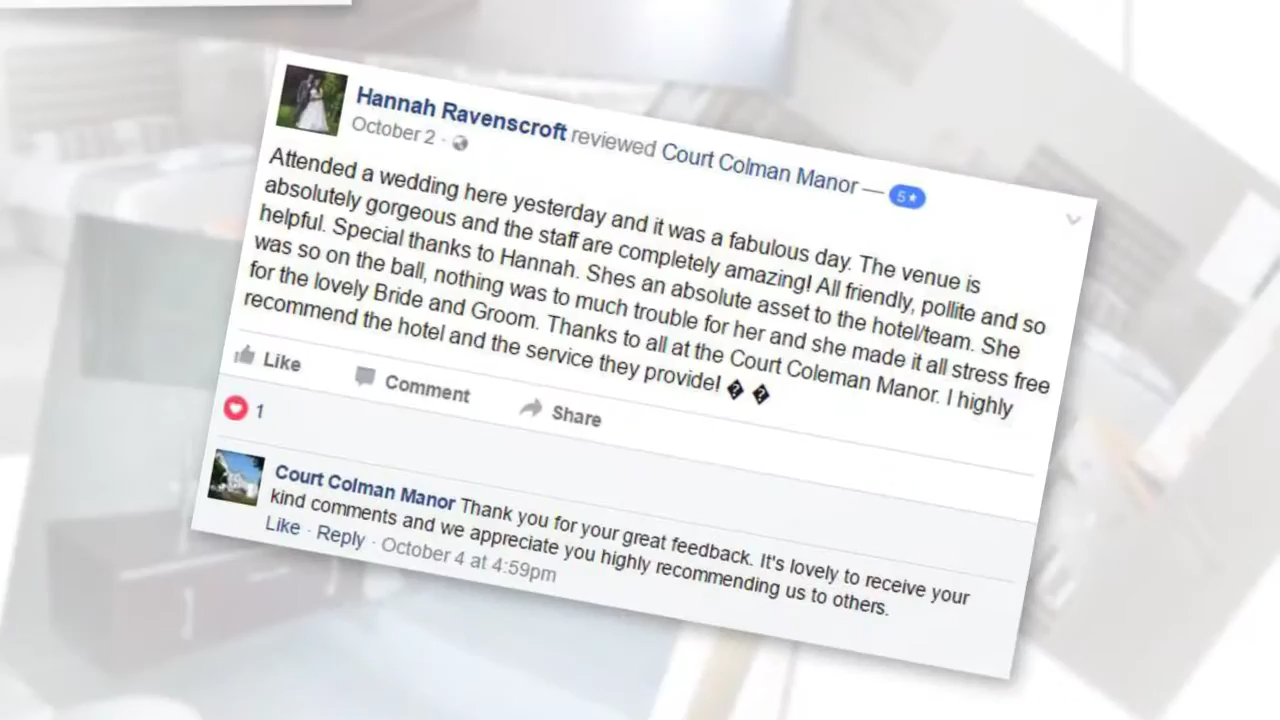 Hannah Ravenscroft reviewed Court Colman Manor — 5★
October 2 ·
Attended a wedding here yesterday and it was a fabulous day. The venue is
absolutely gorgeous and the staff are completely amazing! All friendly, pollite and so
helpful. Special thanks to Hannah. Shes an absolute asset to the hotel/team. She
was so on the ball, nothing was to much trouble for her and she made it all stress free
for the lovely Bride and Groom. Thanks to all at the Court Coleman Manor. I highly
recommend the hotel and the service they provide! � �
Like Comment Share
1
Court Colman Manor Thank you for your great feedback. It's lovely to receive your
kind comments and we appreciate you highly recommending us to others.
Like · Reply · October 4 at 4:59pm